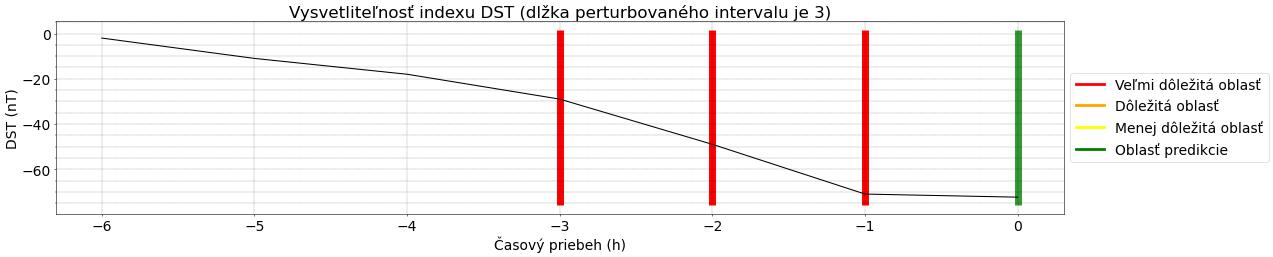 Vysvetliteľnosť indexu DST (dĺžka perturbovaného intervalu je 3)
DST (nT)
0
−20
−40
−60
−6 −5 −4 −3 −2 −1 0
Časový priebeh (h)
Veľmi dôležitá oblasť
Dôležitá oblasť
Menej dôležitá oblasť
Oblasť predikcie